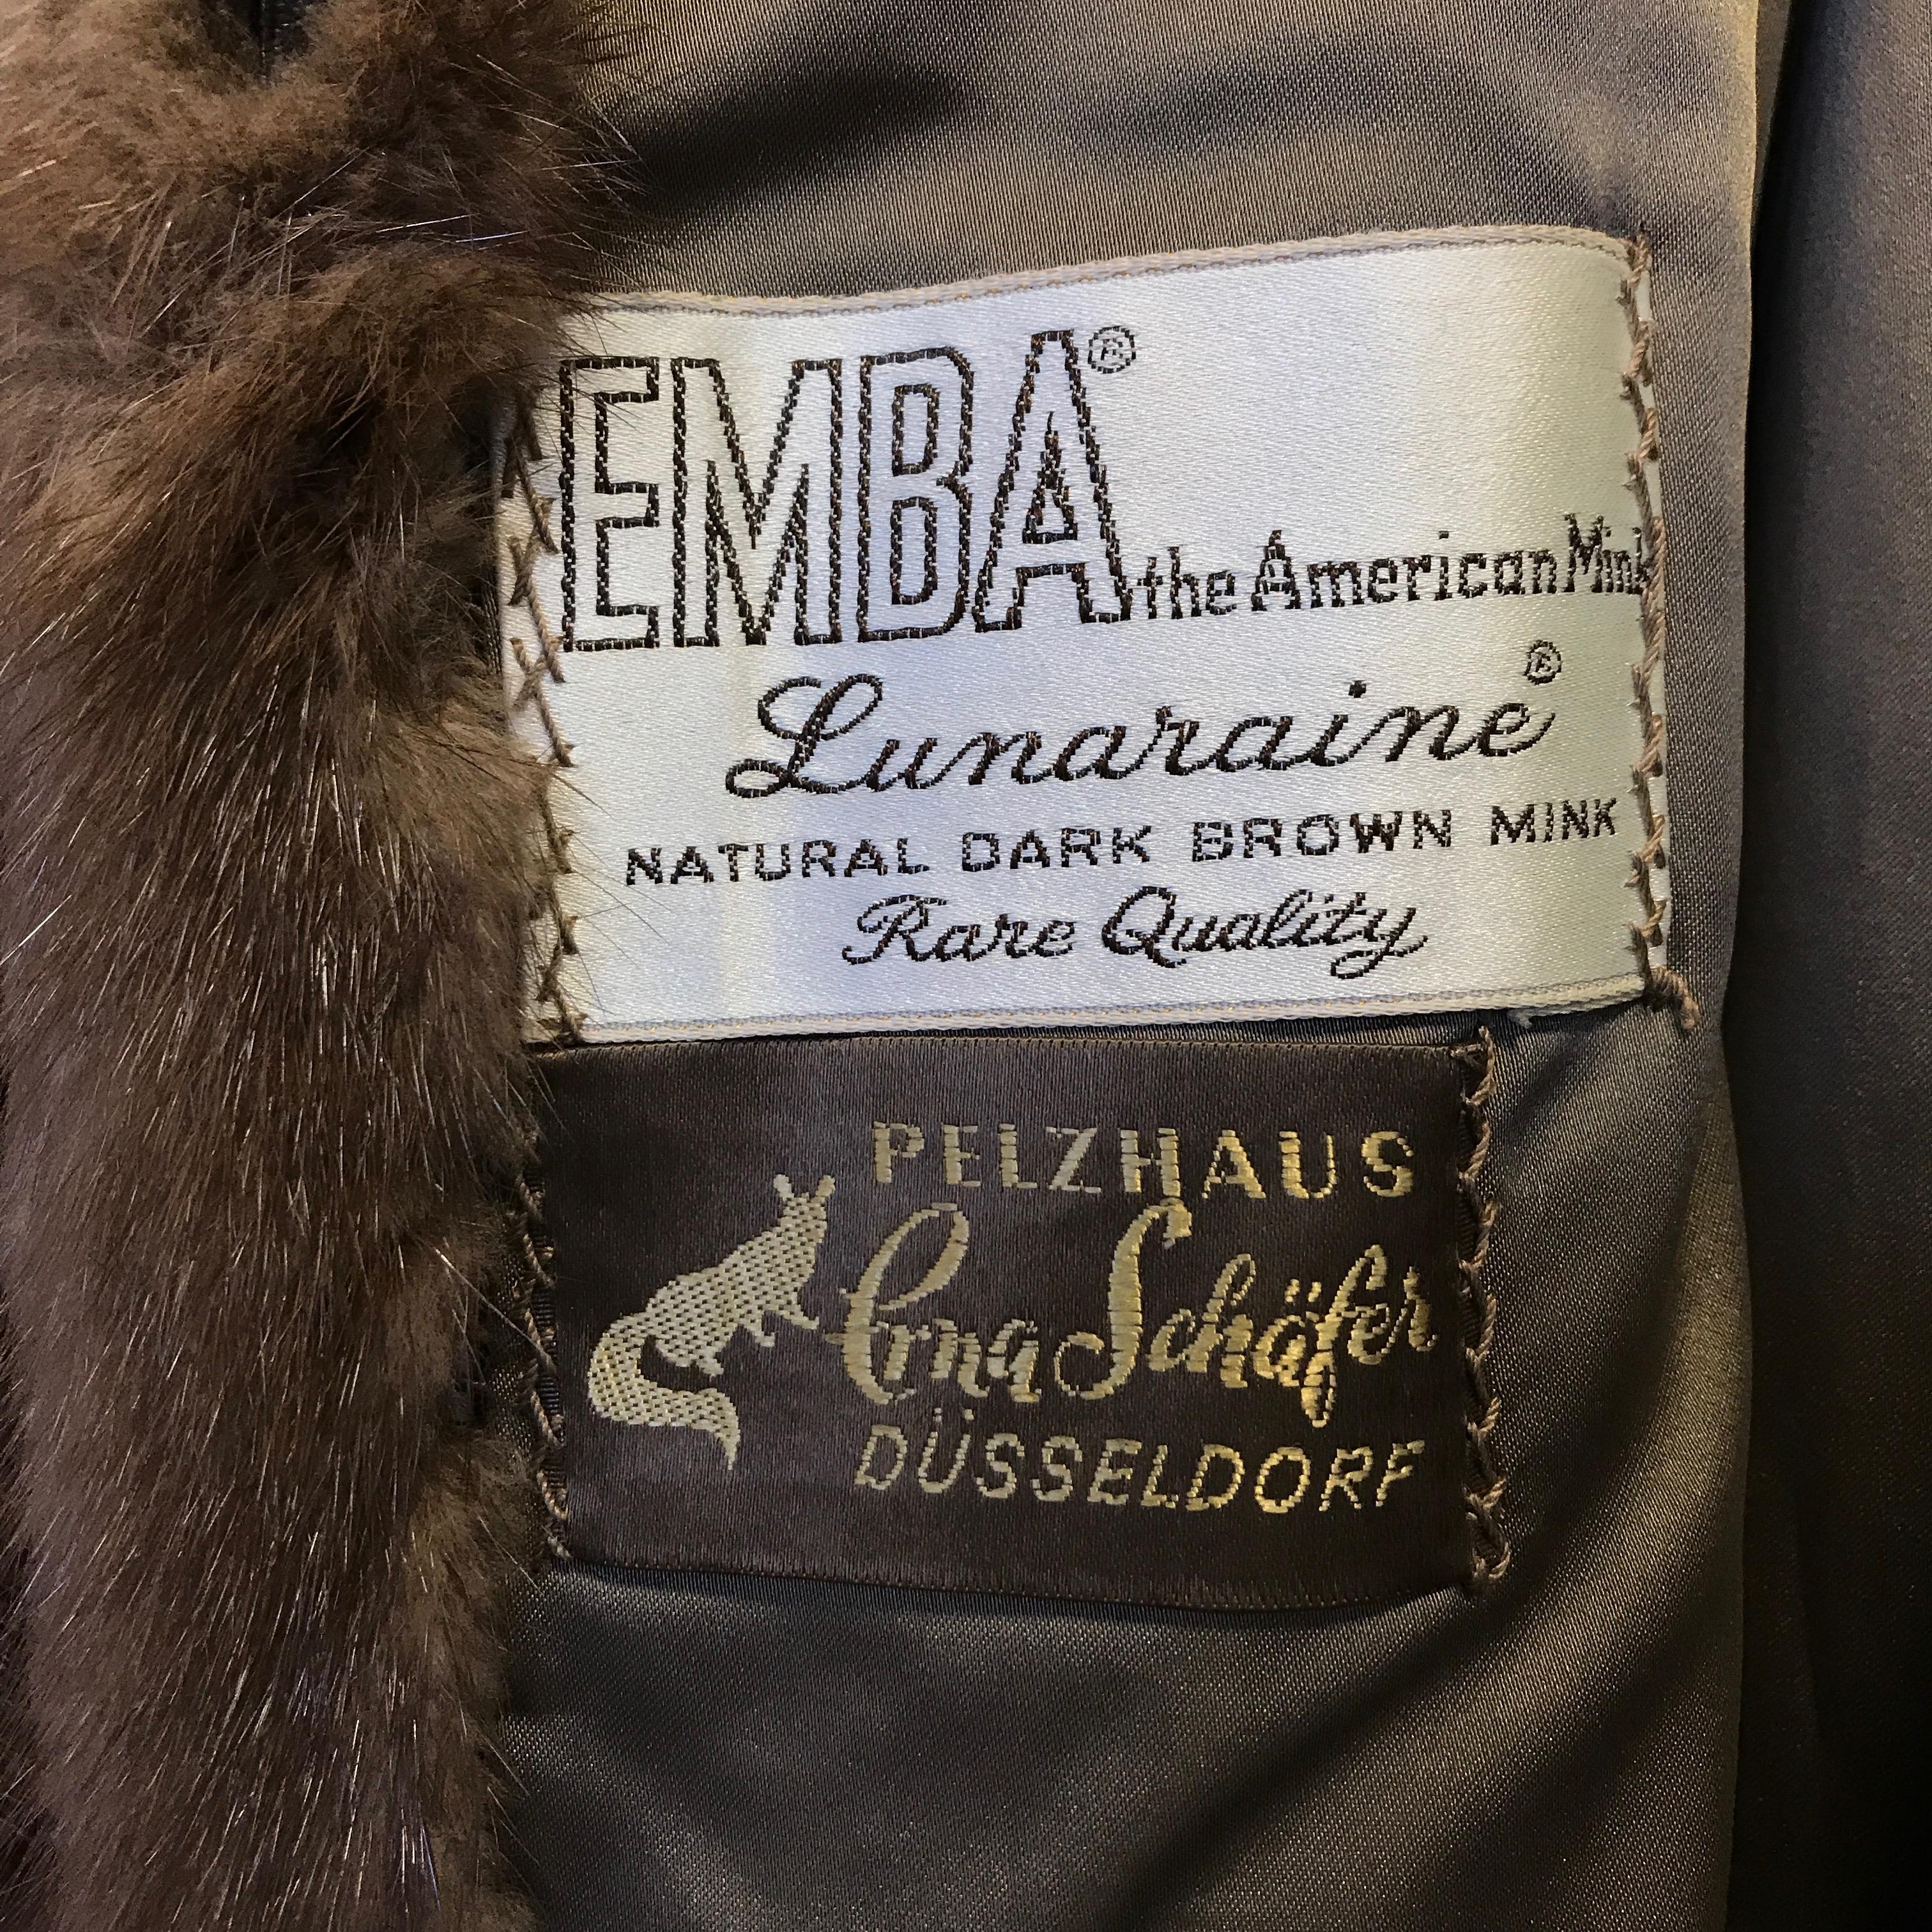 EMBA® the American Mink
Lunaraine®
NATURAL DARK BROWN MINK
Rare Quality
PELZHAUS
Erna Schäfer
DÜSSELDORF